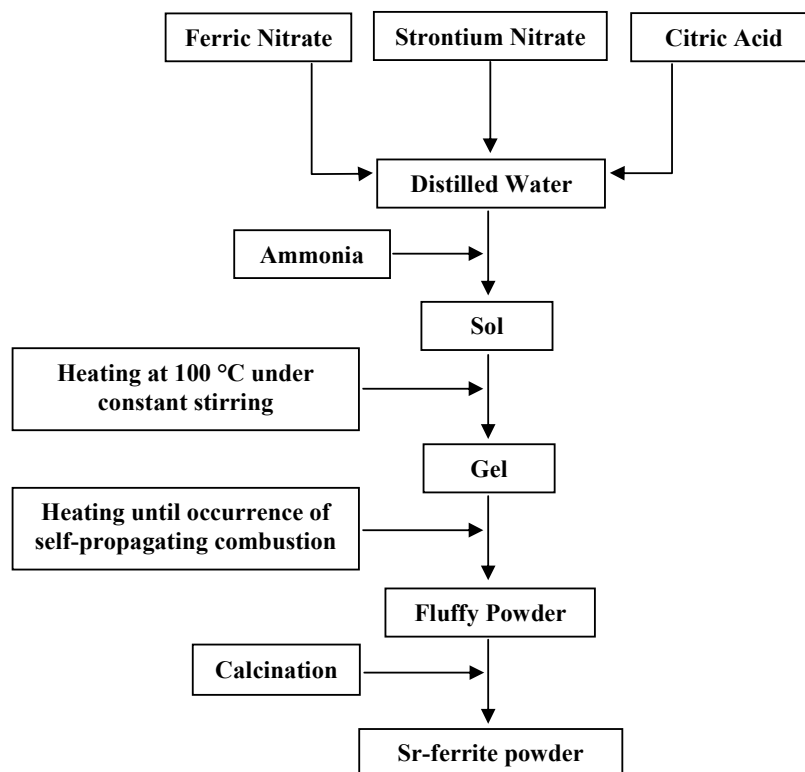 Ferric Nitrate
Strontium Nitrate
Citric Acid
Distilled Water
Ammonia
Sol
Heating at 100 °C under
constant stirring
Gel
Heating until occurrence of
self-propagating combustion
Fluffy Powder
Calcination
Sr-ferrite powder